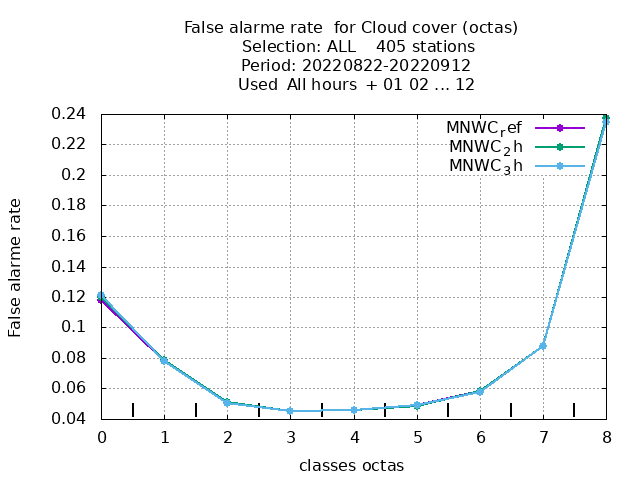 False alarme rate  for Cloud cover (octas)
Selection: ALL    405 stations
Period: 20220822-20220912
Used  All hours  + 01 02 ... 12
MNWC_ref
MNWC_2h
MNWC_3h
False alarme rate
0.24
0.22
0.2
0.18
0.16
0.14
0.12
0.1
0.08
0.06
0.04
0 1 2 3 4 5 6 7 8
classes octas